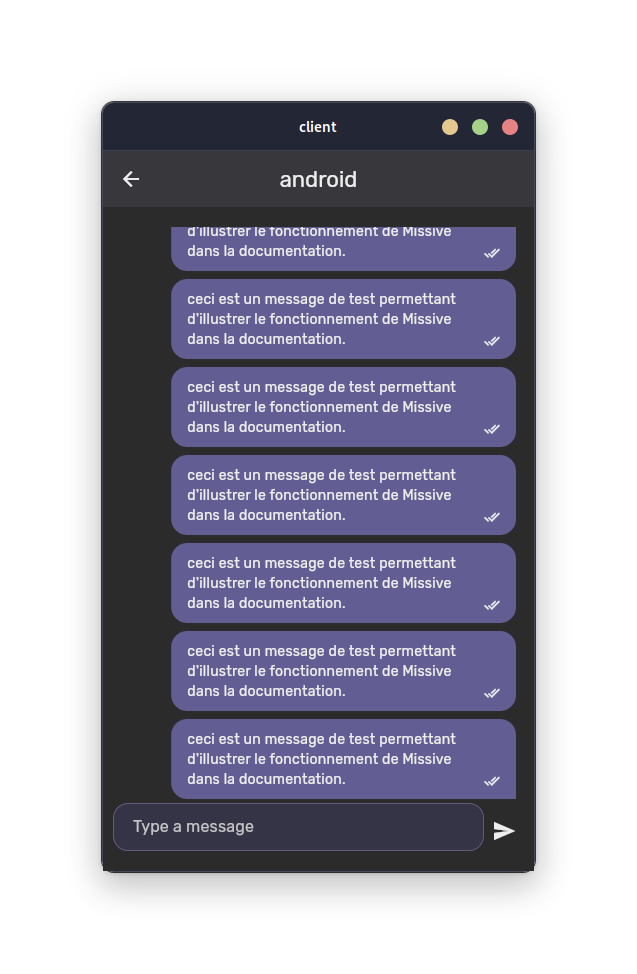 client
android
d'illustrer le fonctionnement de Missive
dans la documentation.
ceci est un message de test permettant
d'illustrer le fonctionnement de Missive
dans la documentation.
ceci est un message de test permettant
d'illustrer le fonctionnement de Missive
dans la documentation.
ceci est un message de test permettant
d'illustrer le fonctionnement de Missive
dans la documentation.
ceci est un message de test permettant
d'illustrer le fonctionnement de Missive
dans la documentation.
ceci est un message de test permettant
d'illustrer le fonctionnement de Missive
dans la documentation.
ceci est un message de test permettant
d'illustrer le fonctionnement de Missive
dans la documentation.
Type a message